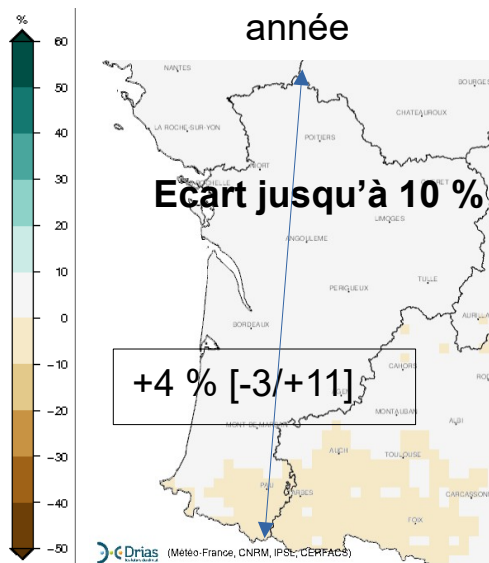 année
%
60
50
40
30
20
10
0
−10
−20
−30
−40
−50
NANTES
BOURGES
CHATEAUROUX
LA ROCHE-SUR-YON
POITIERS
Ecart jusqu'à 10 %
LIMOGES
ANGOULEME
TULLE
PERIGUEUX
AURILLA
BORDEAUX
CAHORS
+4 % [-3/+11]
MONTAUBAN
ALBI
AUCH
TOULOUSE
PAU
CARCASSONNE
FOIX
Drias (Météo-France, CNRM, IPSL, CERFACS)